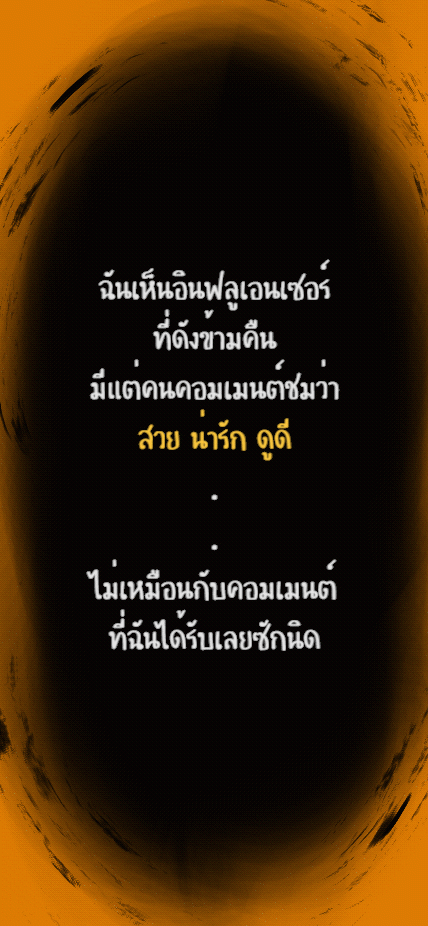 ฉันเห็นอินฟลูเอนเซอร์
ที่ดังข้ามคืน
มีแต่คนคอมเมนต์ชมว่า
สวย น่ารัก ดูดี
.
.
ไม่เหมือนกับคอมเมนต์
ที่ฉันได้รับเลยซักนิด